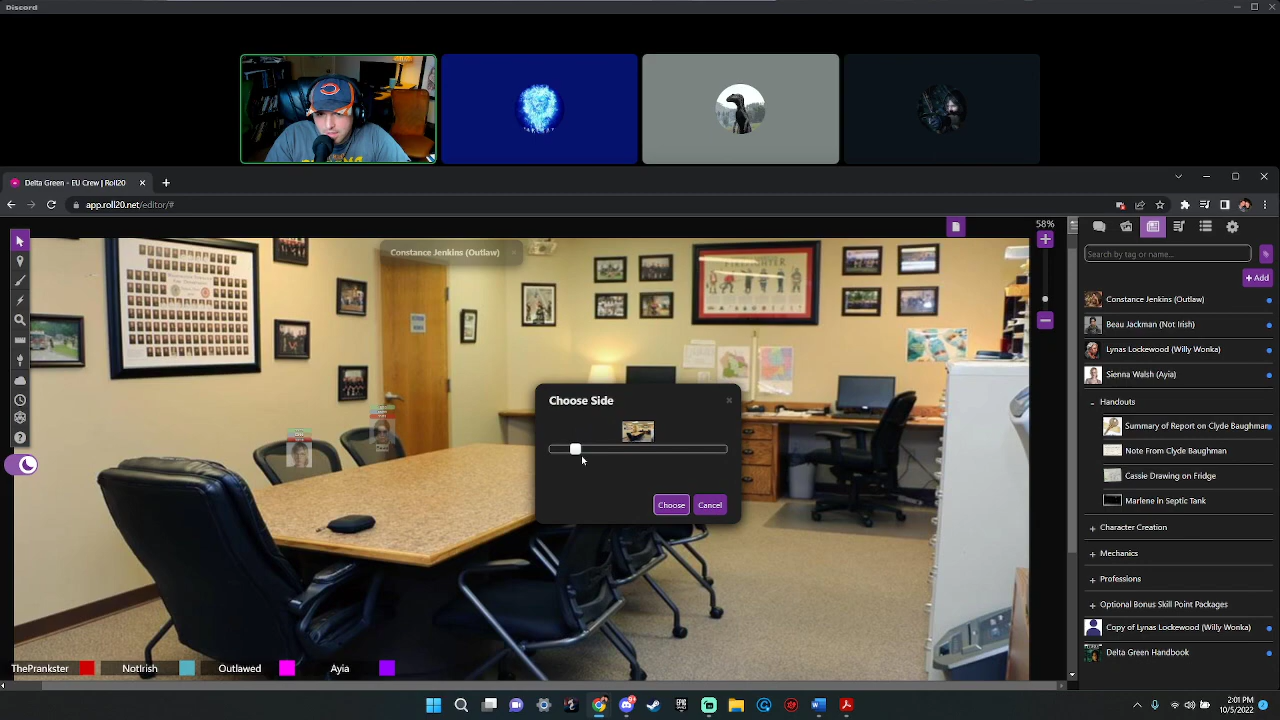 Discord
Delta Green - EU Crew | Roll20
app.roll20.net/editor/#
58%
Constance Jenkins (Outlaw)
Search by tag or name...
+ Add
Constance Jenkins (Outlaw)
Beau Jackman (Not Irish)
Lynas Lockewood (Willy Wonka)
Sienna Walsh (Ayia)
Handouts
Summary of Report on Clyde Baughman
Note From Clyde Baughman
Cassie Drawing on Fridge
Marlene in Septic Tank
+ Character Creation
+ Mechanics
+ Professions
+ Optional Bonus Skill Point Packages
Copy of Lynas Lockewood (Willy Wonka)
Delta Green Handbook
Choose Side
Choose
Cancel
ThePrankster
NotIrish
Outlawed
Ayia
2:01 PM
10/26/2022